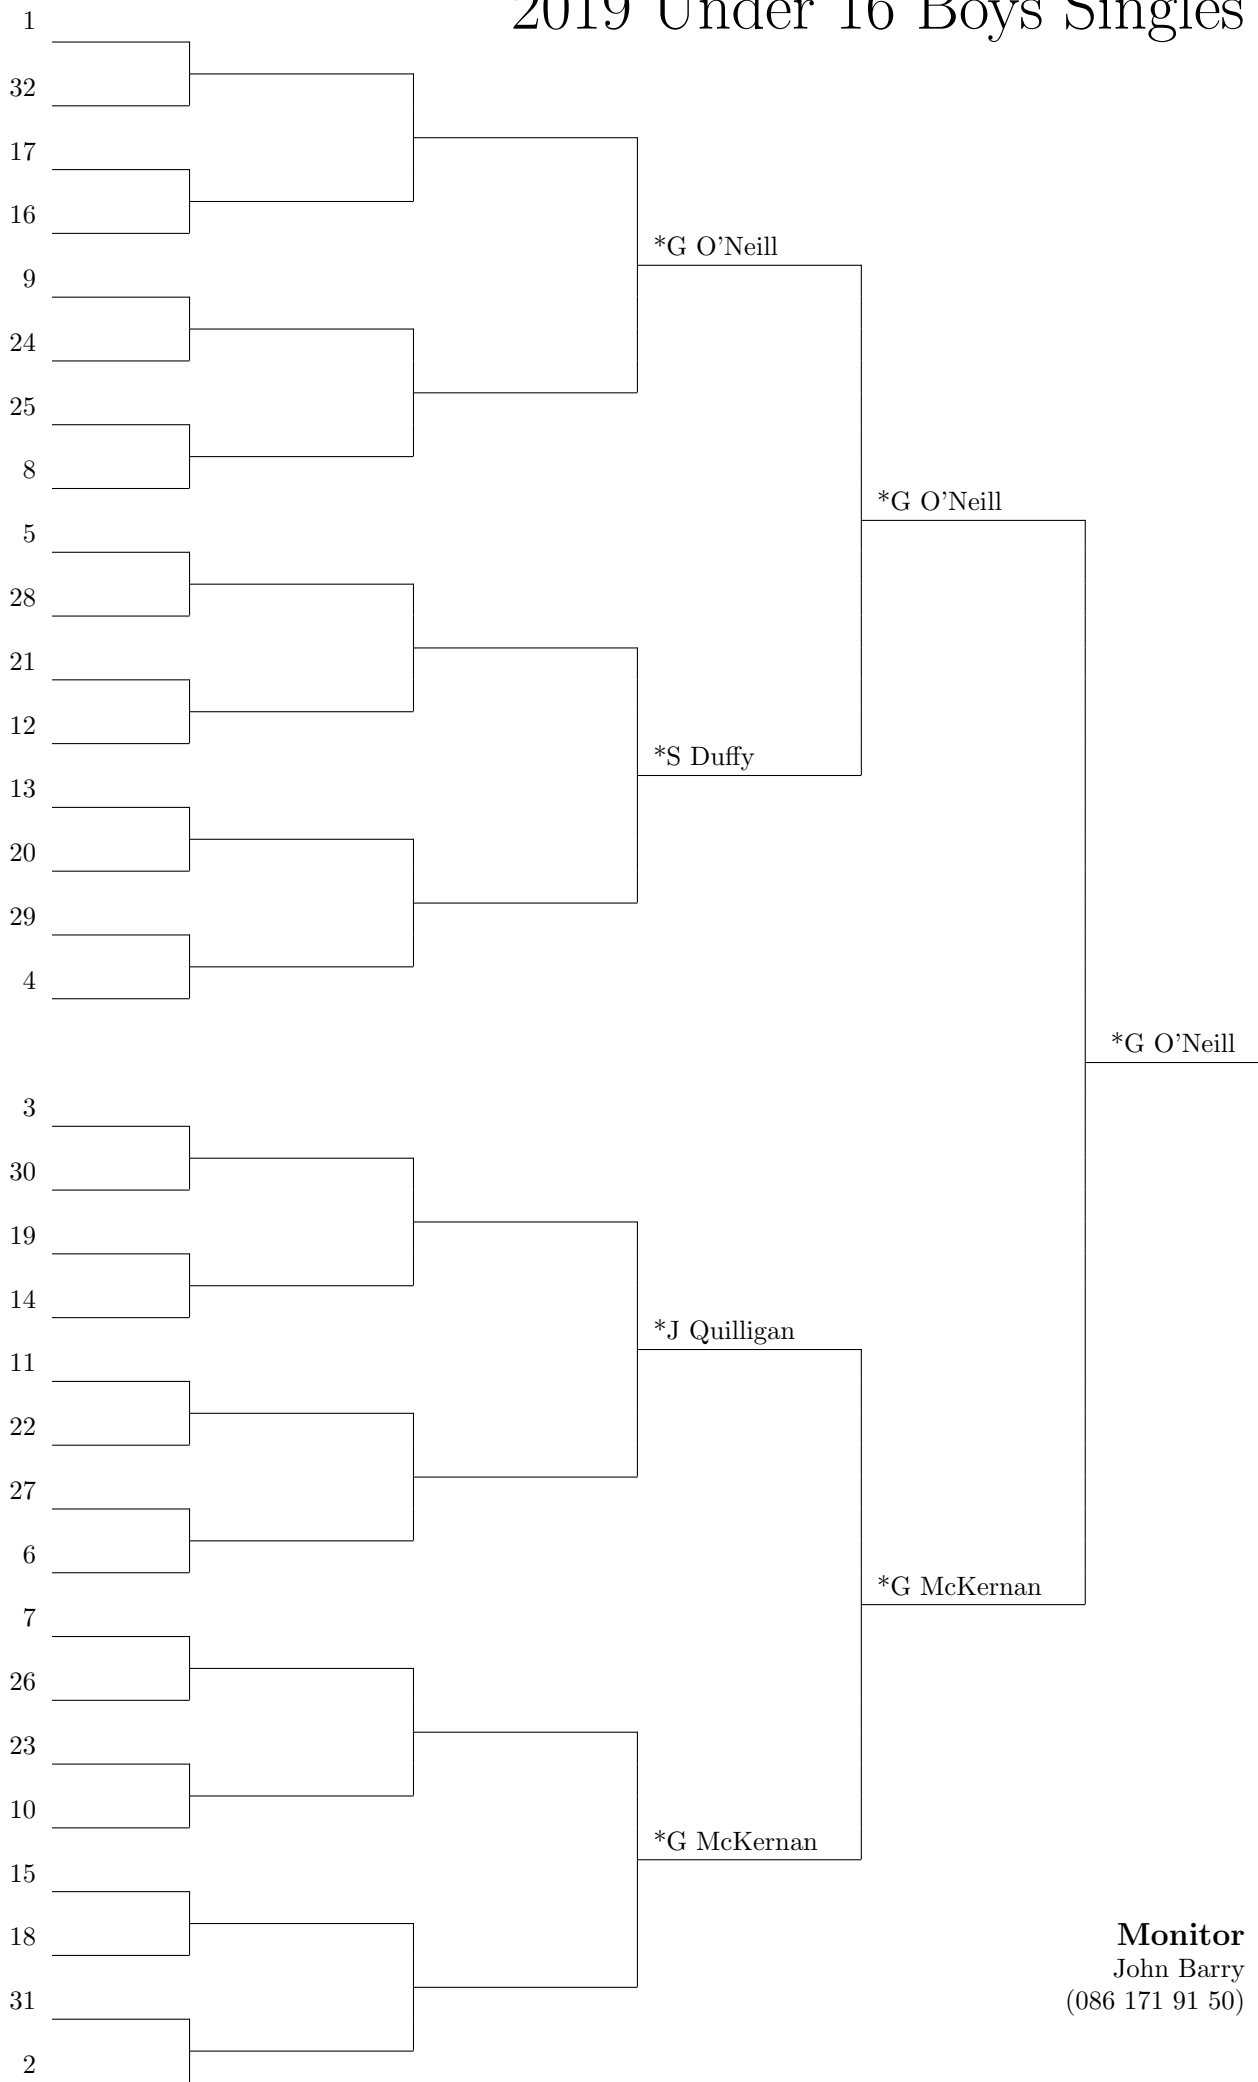 2019 Under 16 Boys Singles
1
32
17
16
*G O'Neill
9
24
25
8
*G O'Neill
5
28
21
12
*S Duffy
13
20
29
4
*G O'Neill
3
30
19
14
*J Quilligan
11
22
27
6
*G McKernan
7
26
23
10
*G McKernan
15
18
31
2
Monitor
John Barry
(086 171 91 50)